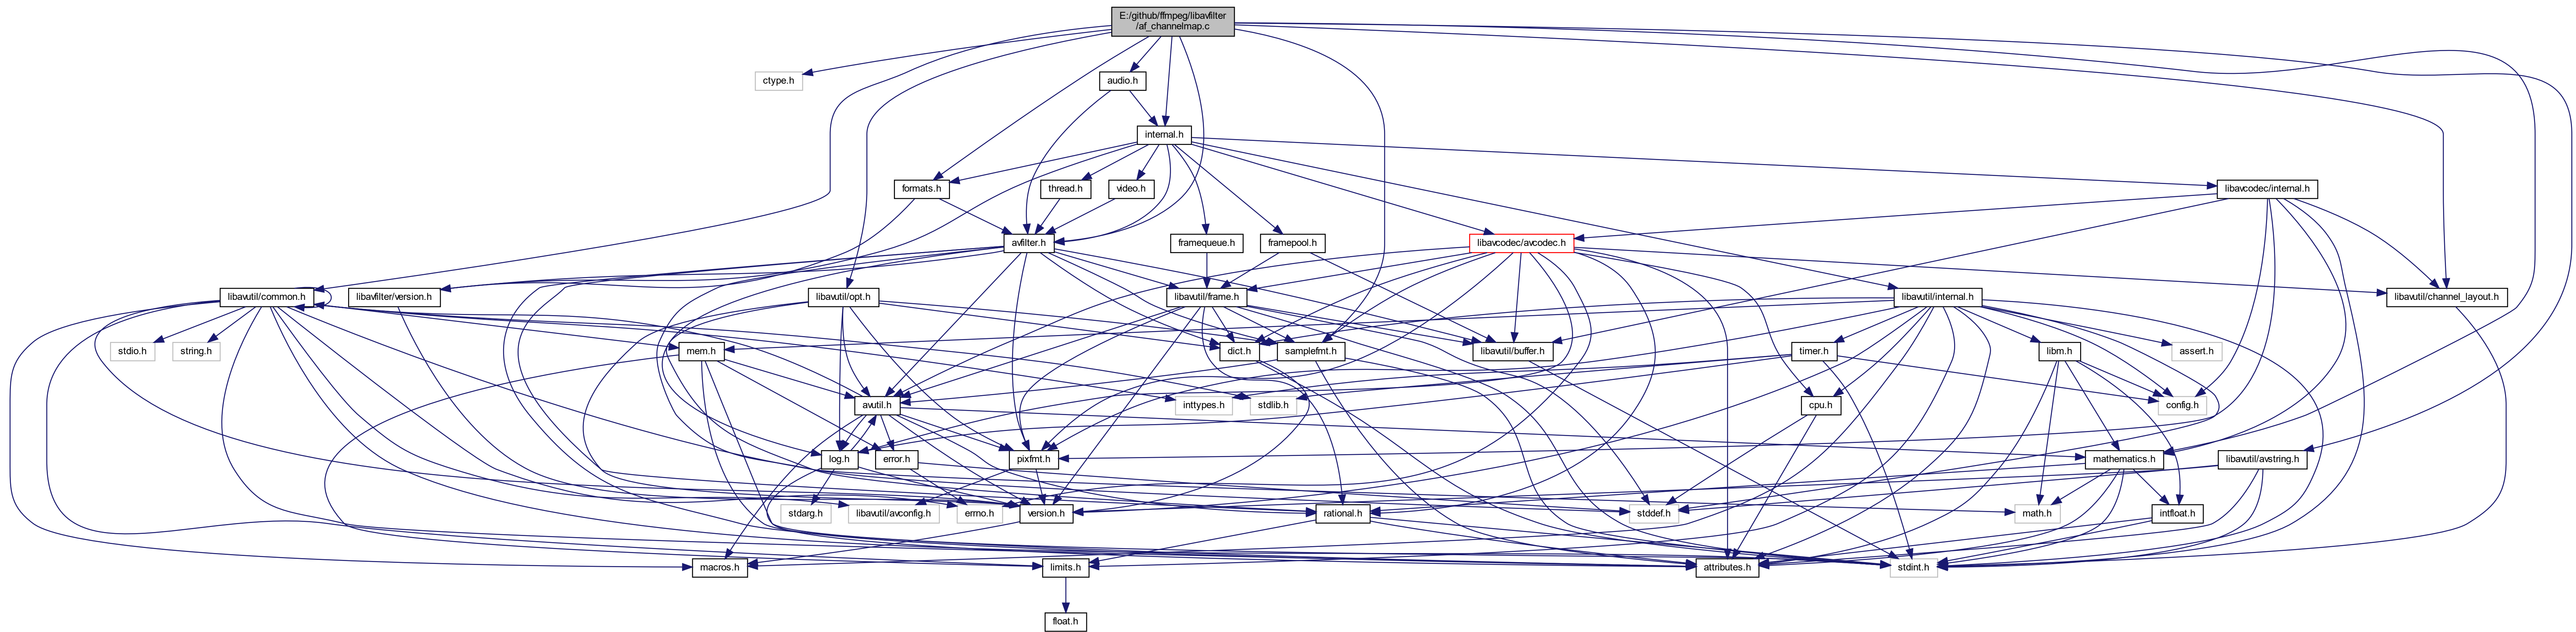 E:/github/ffmpeg/libavfilter
/af_channelmap.c
ctype.h
audio.h
internal.h
formats.h
thread.h
video.h
libavcodec/internal.h
avfilter.h
framequeue.h
framepool.h
libavcodec/avcodec.h
libavutil/common.h
libavfilter/version.h
libavutil/opt.h
libavutil/frame.h
libavutil/internal.h
libavutil/channel_layout.h
stdio.h
string.h
mem.h
dict.h
samplefmt.h
libavutil/buffer.h
timer.h
libm.h
assert.h
avutil.h
inttypes.h
stdlib.h
cpu.h
config.h
log.h
error.h
pixfmt.h
mathematics.h
libavutil/avstring.h
stdarg.h
libavutil/avconfig.h
errno.h
version.h
rational.h
stddef.h
math.h
intfloat.h
macros.h
limits.h
attributes.h
stdint.h
float.h